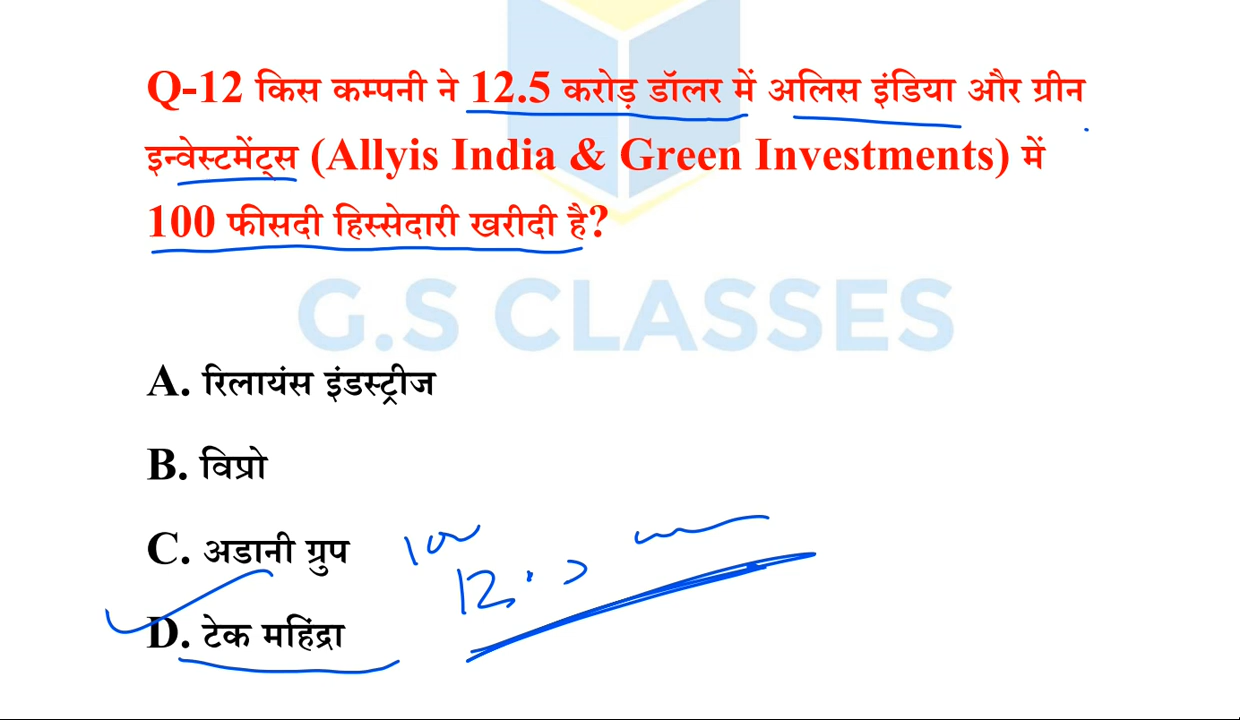 Q-12 किस कम्पनी ने 12.5 करोड़ डॉलर में अलिस इंडिया और ग्रीन
इन्वेस्टमेंट्स (Allyis India & Green Investments) में
100 फीसदी हिस्सेदारी खरीदी है?
G.S CLASSES
A. रिलायंस इंडस्ट्रीज
B. विप्रो
C. अडानी ग्रुप
D. टेक महिंद्रा